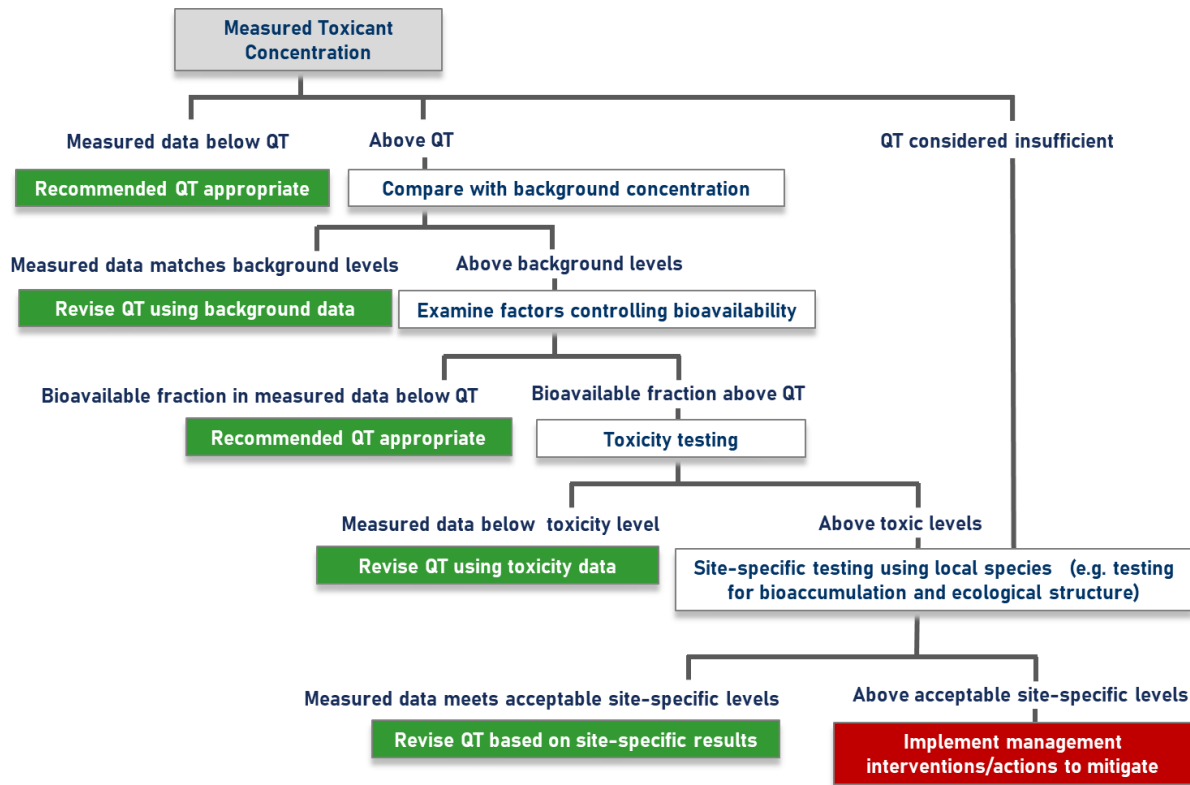 Measured Toxicant
Concentration
Measured data below QT
Above QT
QT considered insufficient
Recommended QT appropriate
Compare with background concentration
Measured data matches background levels
Above background levels
Revise QT using background data
Examine factors controlling bioavailability
Bioavailable fraction in measured data below QT
Bioavailable fraction above QT
Recommended QT appropriate
Toxicity testing
Measured data below toxicity level
Above toxic levels
Revise QT using toxicity data
Site-specific testing using local species (e.g. testing
for bioaccumulation and ecological structure)
Measured data meets acceptable site-specific levels
Above acceptable site-specific levels
Revise QT based on site-specific results
Implement management
interventions/actions to mitigate